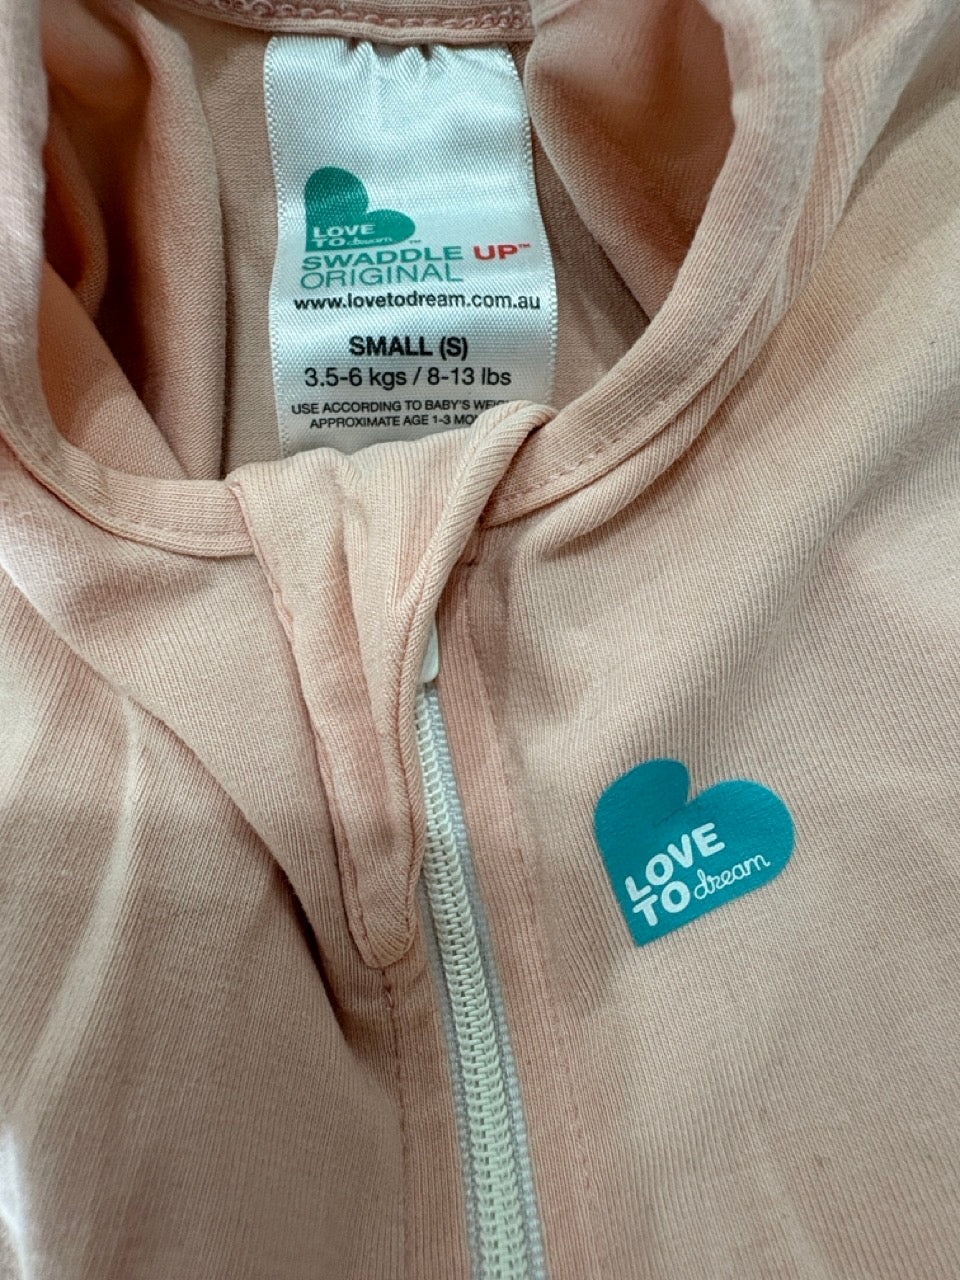 LOVE
TO dream™
SWADDLE UP™
ORIGINAL
www.lovetodream.com.au
SMALL (S)
3.5-6 kgs / 8-13 lbs
USE ACCORDING TO BABY'S
APPROXIMATE AGE 1-3
LOVE
TO dream